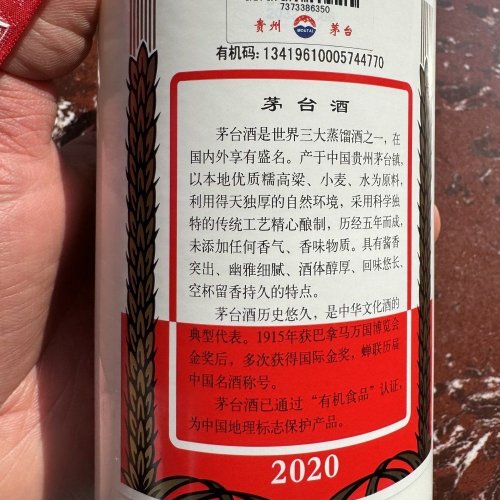 7373386350
贵州 茅台
MOUTAI
有机码: 13419610005744770
茅台酒
茅台酒是世界三大蒸馏酒之一，在
国内外享有盛名。产于中国贵州茅台镇，
以本地优质糯高粱、小麦、水为原料，
利用得天独厚的自然环境，采用科学独
特的传统工艺精心酿制，历经五年而成，
未添加任何香气、香味物质。具有酱香
突出、幽雅细腻、酒体醇厚、回味悠长、
空杯留香持久的特点。
茅台酒历史悠久，是中华文化酒的
典型代表。1915年获巴拿马万国博览会
金奖后，多次获得国际金奖，蝉联历届
中国名酒称号。
茅台酒已通过“有机食品”认证，
为中国地理标志保护产品。
2020